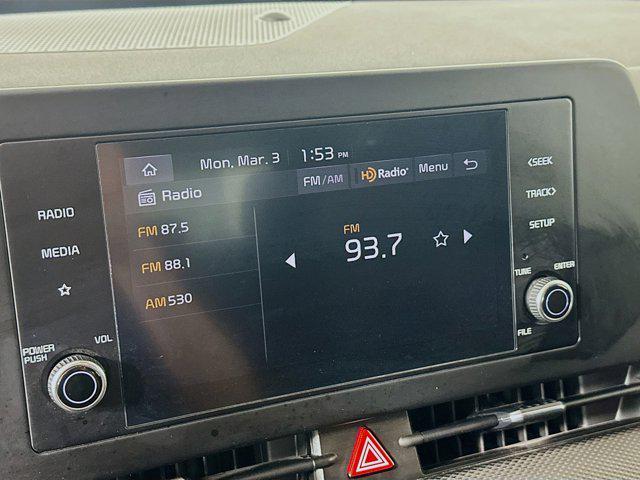 Mon, Mar. 3 1:53 PM
Radio FM/AM HD Radio® Menu
FM 87.5
FM 88.1
AM 530
FM
93.7
RADIO
MEDIA
POWER PUSH
VOL
<SEEK
TRACK>
SETUP
TUNE
ENTER
FILE